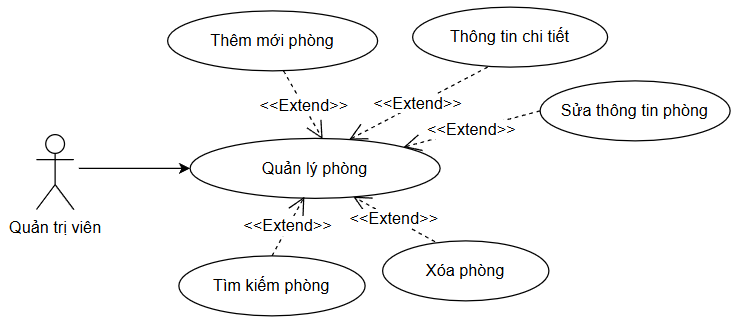 Thêm mới phòng
Thông tin chi tiết
<<Extend>>
<<Extend>>
Sửa thông tin phòng
<<Extend>>
Quản lý phòng
Quản trị viên
<<Extend>>
<<Extend>>
Tìm kiếm phòng
Xóa phòng